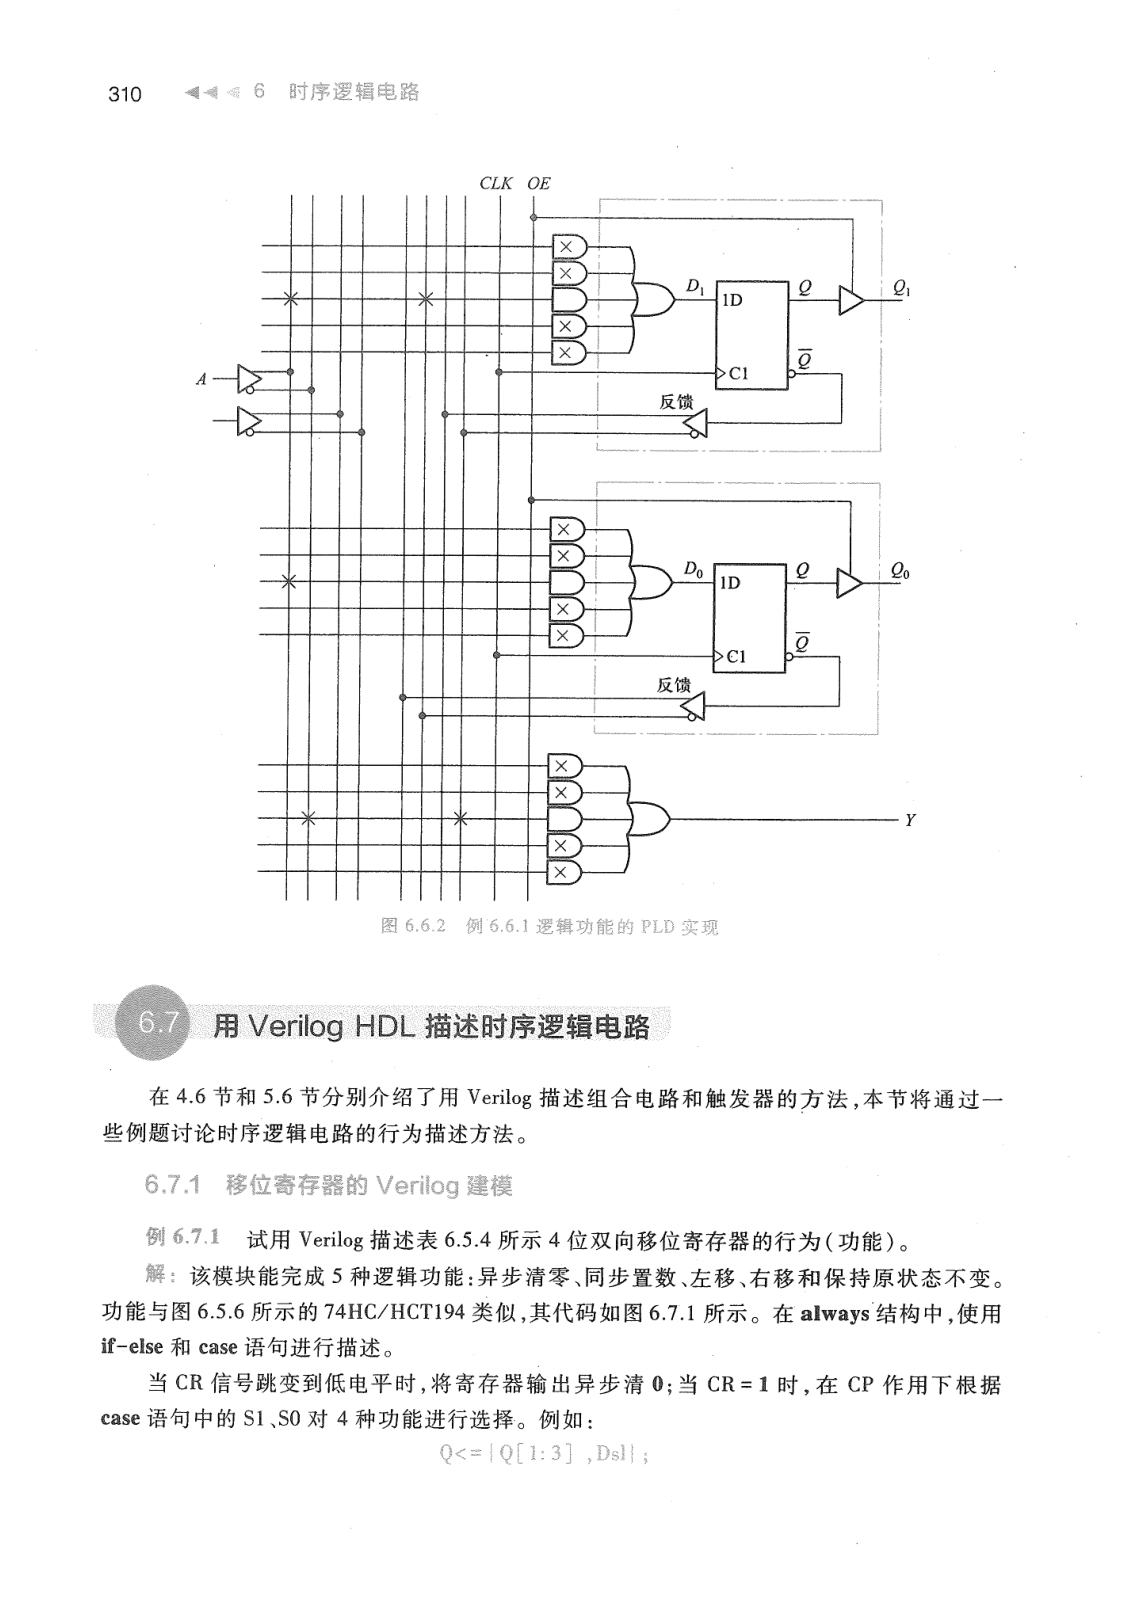 310 6 时序逻辑电路
CLK OE
D1 1D Q Q1
A C1 Q̅
反馈
D0 1D Q Q0
C1 Q̅
反馈
Y
图 6.6.2 例 6.6.1 逻辑功能的 PLD 实现
6.7 用 Verilog HDL 描述时序逻辑电路
在 4.6 节和 5.6 节分别介绍了用 Verilog 描述组合电路和触发器的方法,本节将通过一
些例题讨论时序逻辑电路的行为描述方法。
6.7.1 移位寄存器的 Verilog 建模
例 6.7.1 试用 Verilog 描述表 6.5.4 所示 4 位双向移位寄存器的行为(功能)。
解: 该模块能完成 5 种逻辑功能:异步清零、同步置数、左移、右移和保持原状态不变。
功能与图 6.5.6 所示的 74HC/HCT194 类似,其代码如图 6.7.1 所示。在 always 结构中,使用
if-else 和 case 语句进行描述。
当 CR 信号跳变到低电平时,将寄存器输出异步清 0;当 CR = 1 时,在 CP 作用下根据
case 语句中的 S1、S0 对 4 种功能进行选择。例如:
Q<={Q[1:3],Dsl};